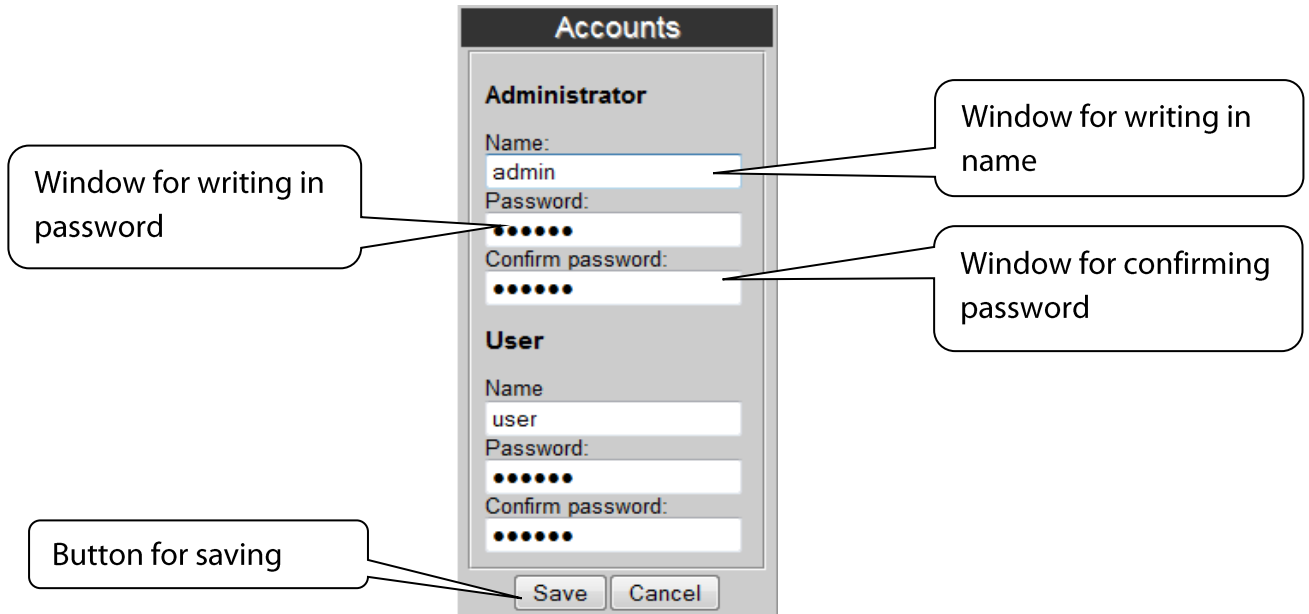 Accounts
Administrator
Name:
admin
Password:
••••••
Confirm password:
••••••
User
Name
user
Password:
••••••
Confirm password:
••••••
Save
Cancel
Window for writing in
password
Button for saving
Window for writing in
name
Window for confirming
password